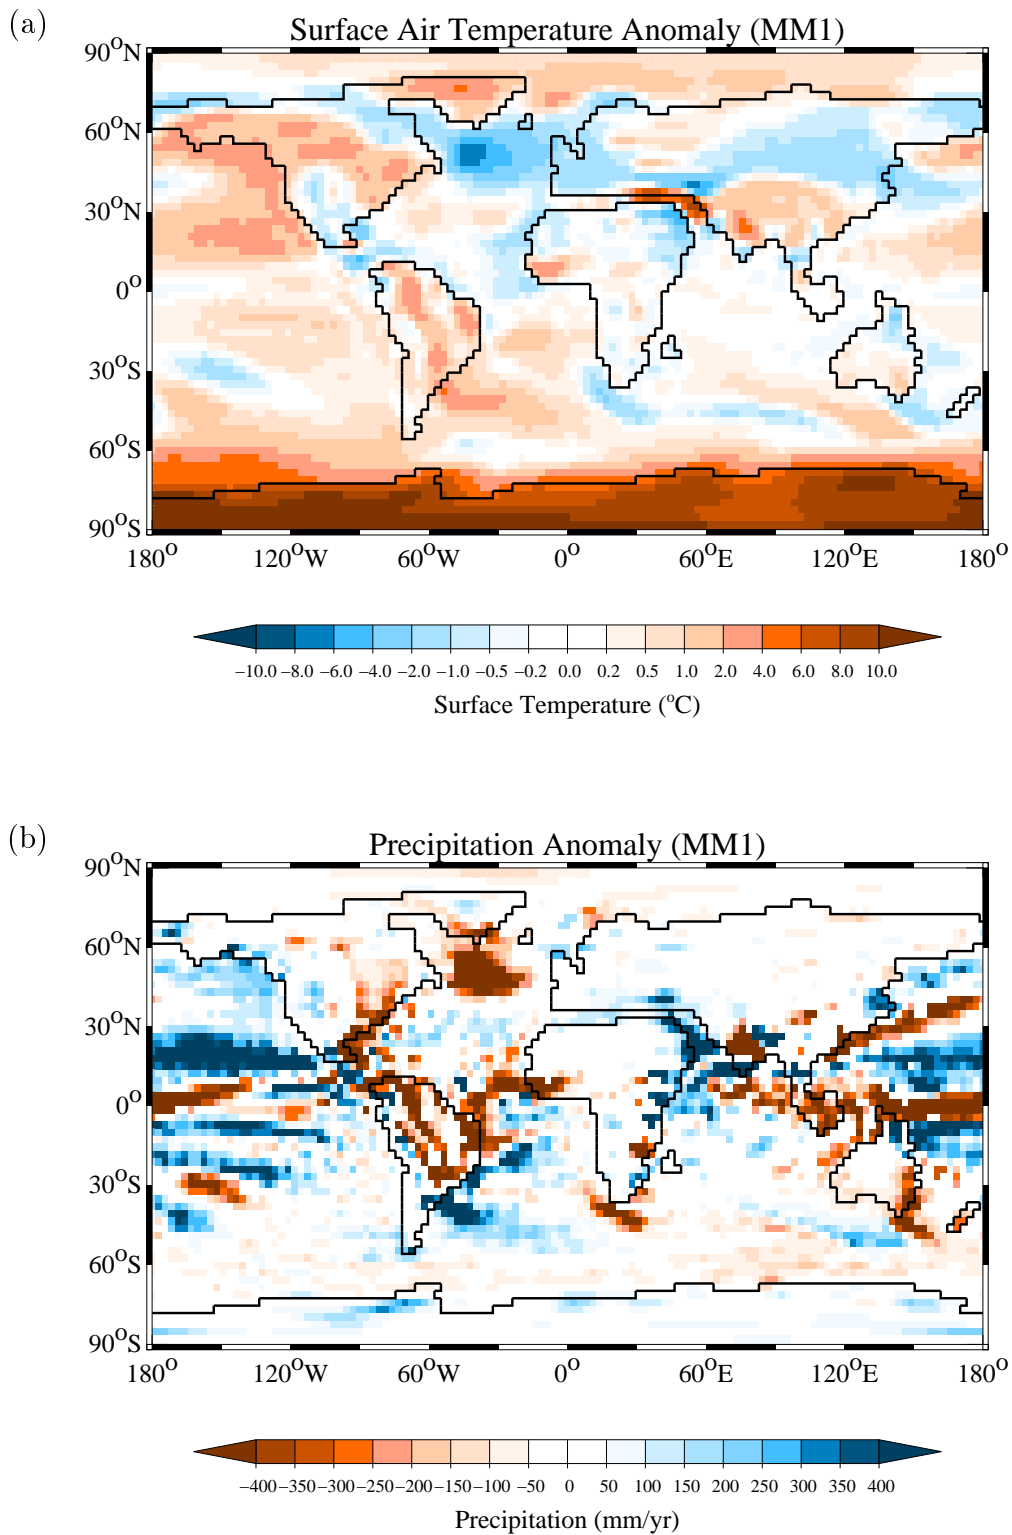 (a)
Surface Air Temperature Anomaly (MM1)
90°N
60°N
30°N
0°
30°S
60°S
90°S
180° 120°W 60°W 0° 60°E 120°E 180°
−10.0 −8.0 −6.0 −4.0 −2.0 −1.0 −0.5 −0.2 0.0 0.2 0.5 1.0 2.0 4.0 6.0 8.0 10.0
Surface Temperature (°C)
(b)
Precipitation Anomaly (MM1)
90°N
60°N
30°N
0°
30°S
60°S
90°S
180° 120°W 60°W 0° 60°E 120°E 180°
−400 −350 −300 −250 −200 −150 −100 −50 0 50 100 150 200 250 300 350 400
Precipitation (mm/yr)